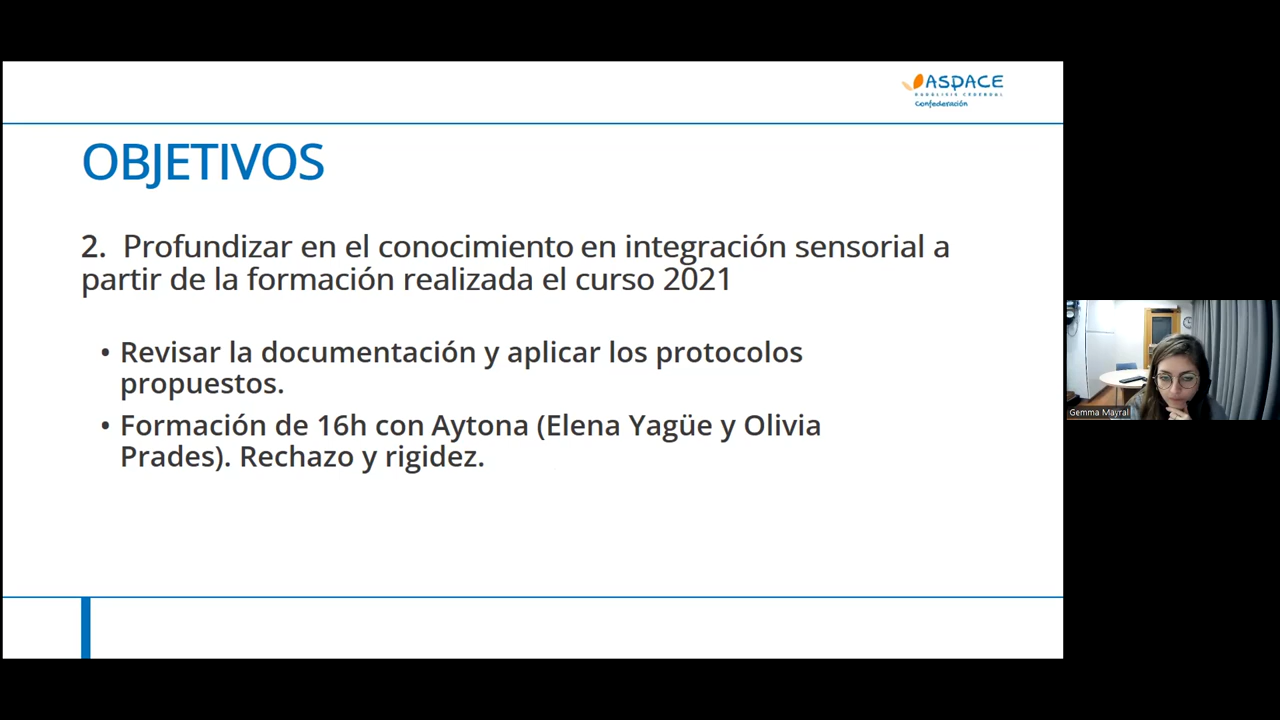 ASPACE
PARÁLISIS CEREBRAL
Confederación
OBJETIVOS
2. Profundizar en el conocimiento en integración sensorial a
partir de la formación realizada el curso 2021
• Revisar la documentación y aplicar los protocolos
propuestos.
• Formación de 16h con Aytona (Elena Yagüe y Olivia
Prades). Rechazo y rigidez.
Gemma Mayral